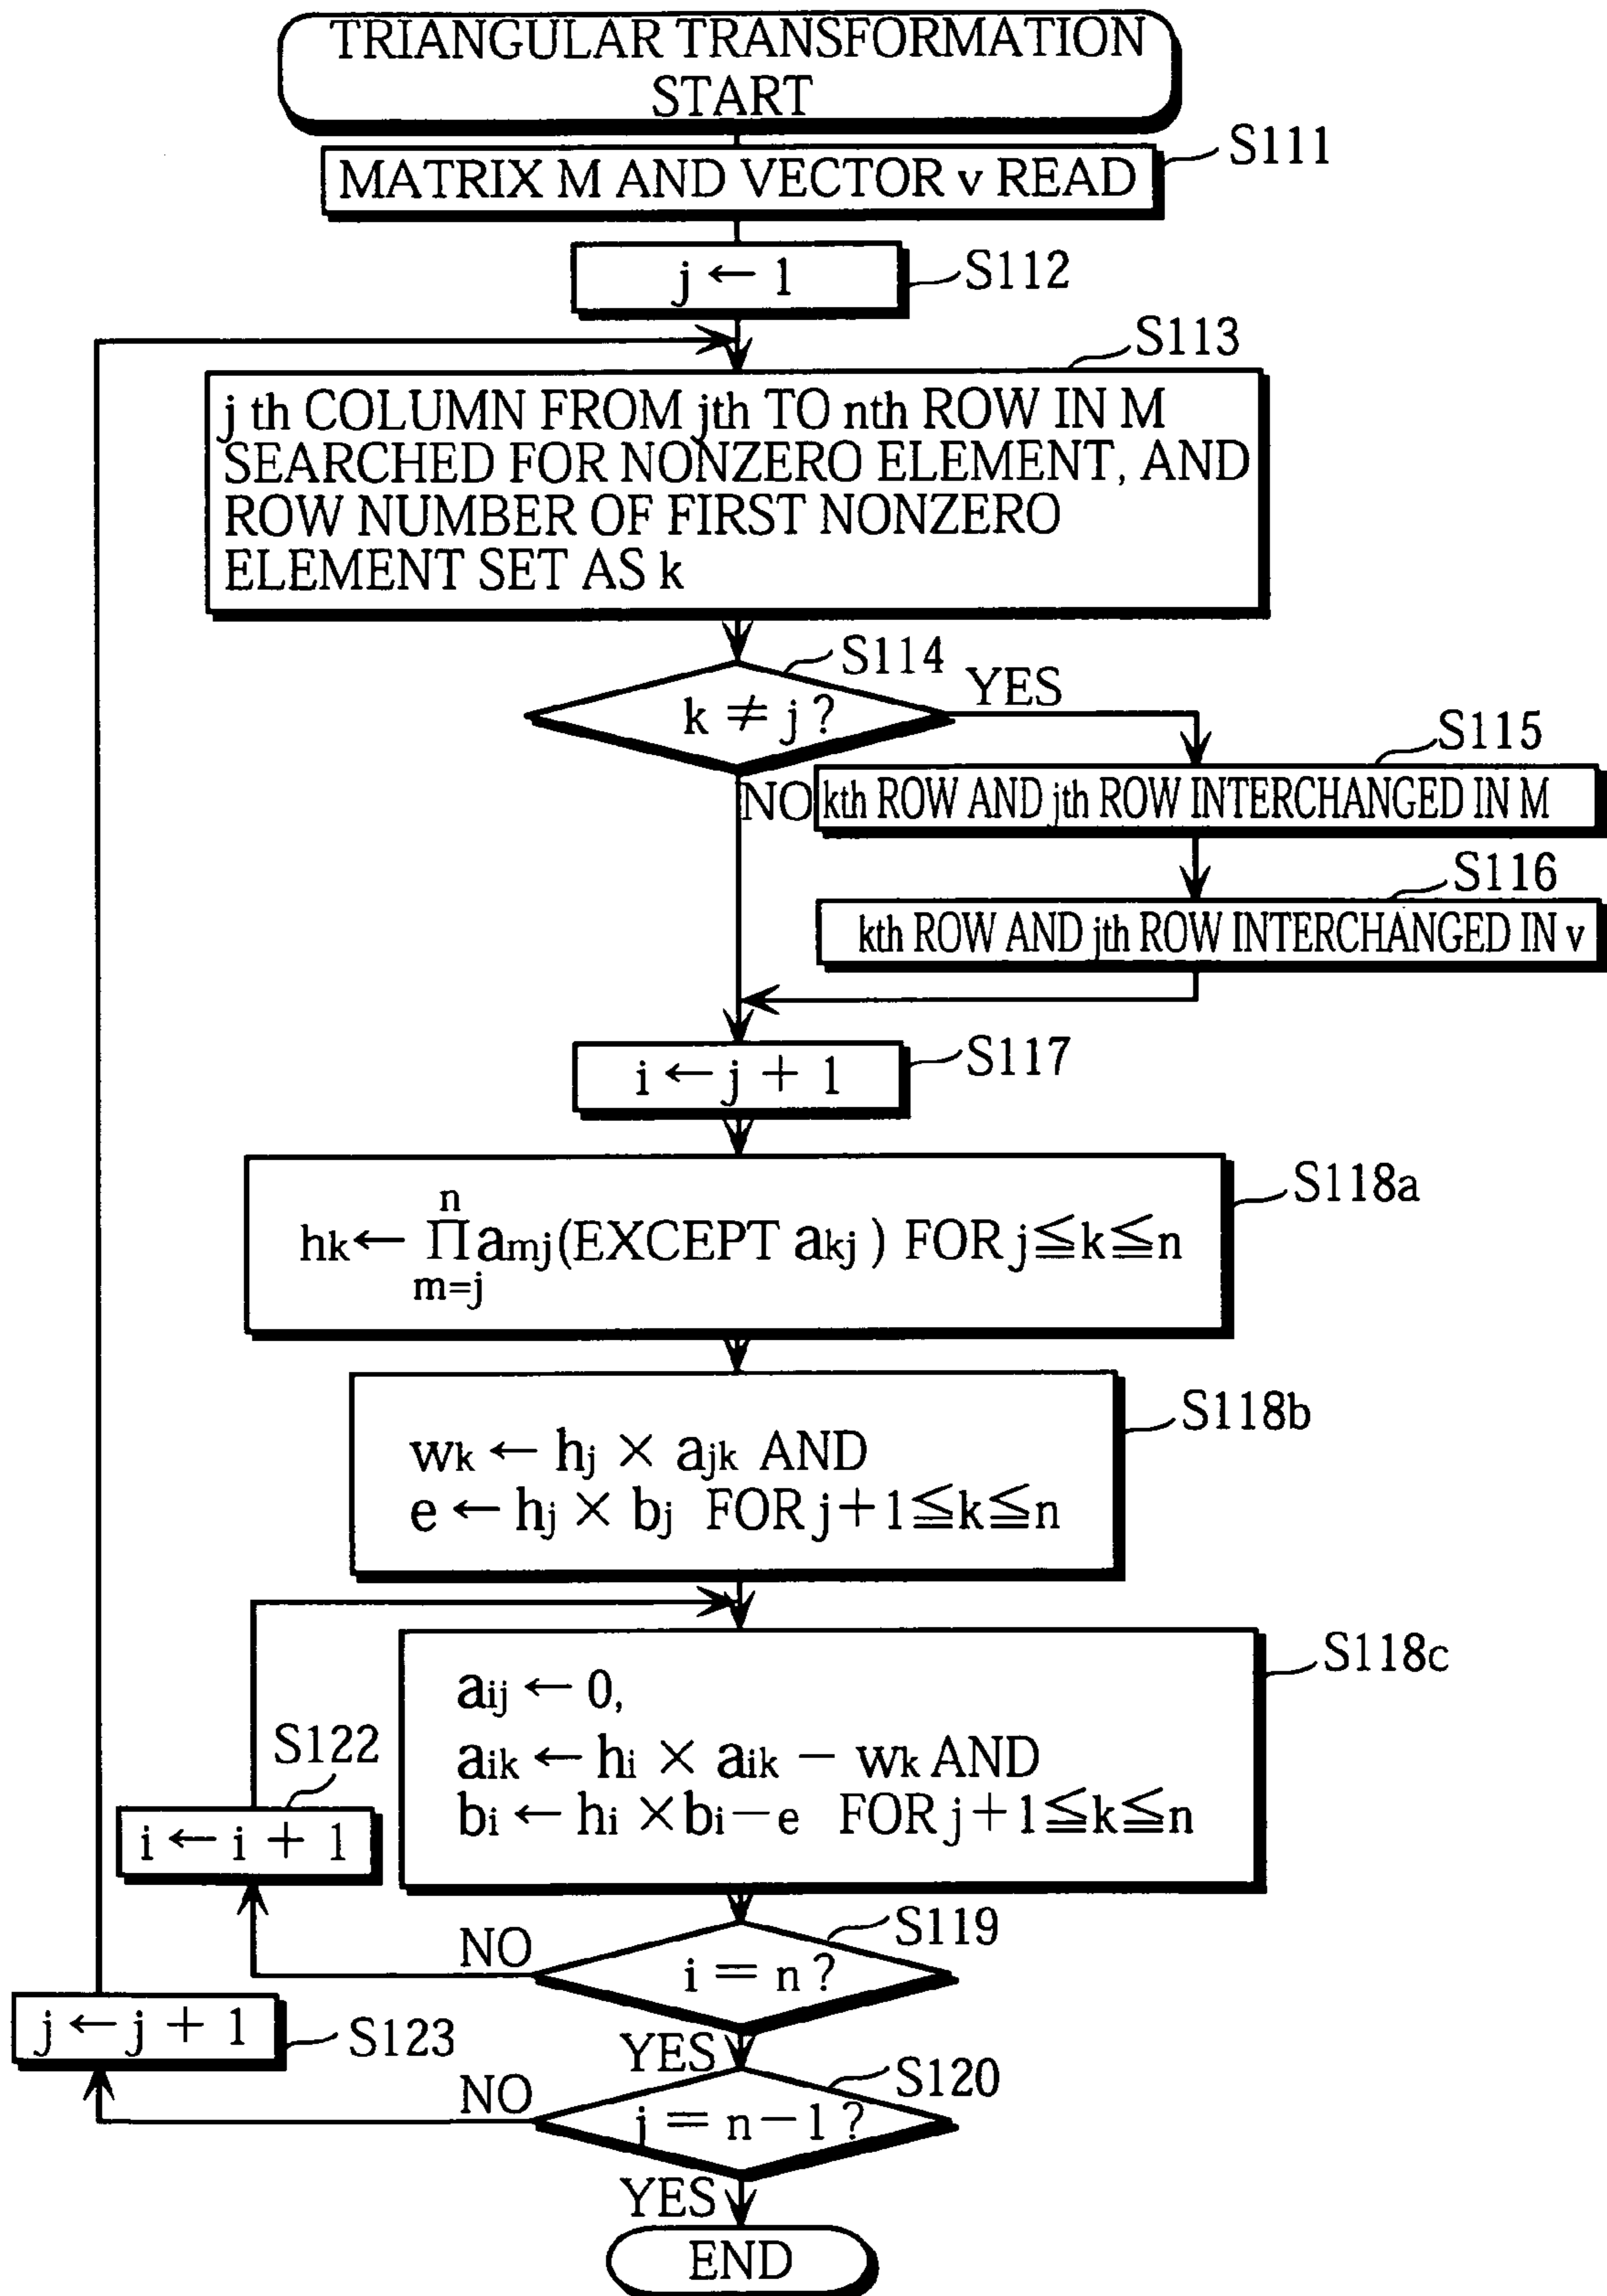 TRIANGULAR TRANSFORMATION
START
S111
MATRIX M AND VECTOR v READ
S112
j ← 1
S113
j th COLUMN FROM jth TO nth ROW IN M
SEARCHED FOR NONZERO ELEMENT, AND
ROW NUMBER OF FIRST NONZERO
ELEMENT SET AS k
S114
k ≠ j ?
YES
S115
NO
kth ROW AND jth ROW INTERCHANGED IN M
S116
kth ROW AND jth ROW INTERCHANGED IN v
S117
i ← j + 1
S118a
n
hk ← Π amj (EXCEPT akj ) FOR j ≦ k ≦ n
m=j
S118b
wk ← hj × ajk AND
e ← hj × bj FOR j + 1 ≦ k ≦ n
S118c
aij ← 0,
aik ← hi × aik − wk AND
bi ← hi × bi − e FOR j + 1 ≦ k ≦ n
S122
i ← i + 1
S119
NO
i = n ?
j ← j + 1
S123
YES
S120
NO
j = n − 1 ?
YES
END